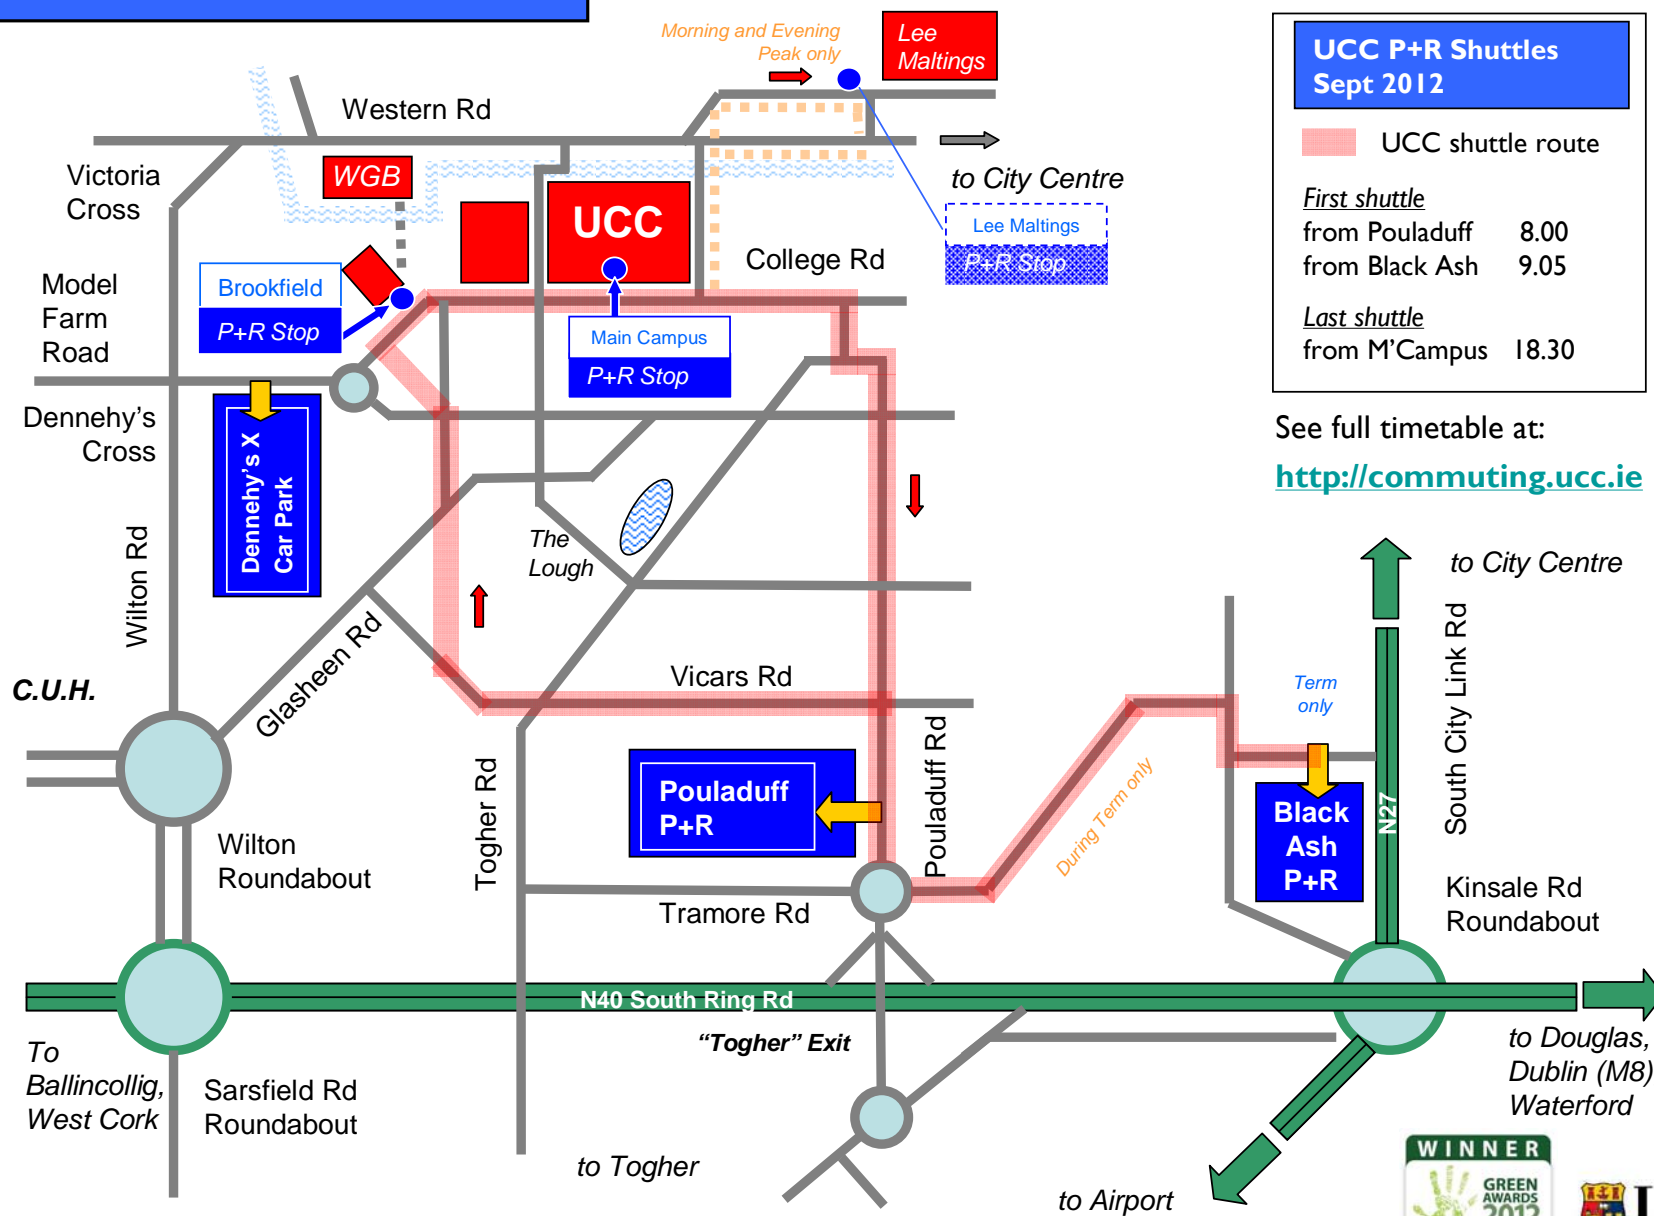 Morning and Evening
Peak only
Lee
Maltings
Western Rd
UCC P+R Shuttles
Sept 2012
UCC shuttle route
First shuttle
from Pouladuff 8.00
from Black Ash 9.05
Last shuttle
from M'Campus 18.30
See full timetable at:
http://commuting.ucc.ie
Victoria
Cross
WGB
UCC
to City Centre
Lee Maltings
P+R Stop
College Rd
Model
Farm
Road
Brookfield
P+R Stop
Main Campus
P+R Stop
Dennehy's
Cross
Dennehy's X
Car Park
The
Lough
Wilton Rd
Glasheen Rd
C.U.H.
Vicars Rd
to City Centre
South City Link Rd
Term
only
N27
During Term only
Pouladuff
P+R
Pouladuff Rd
Togher Rd
Black
Ash
P+R
Wilton
Roundabout
Tramore Rd
Kinsale Rd
Roundabout
N40 South Ring Rd
"Togher" Exit
To
Ballincollig,
West Cork
Sarsfield Rd
Roundabout
to Togher
to Airport
to Douglas,
Dublin (M8)
Waterford
WINNER
GREEN
AWARDS
2012